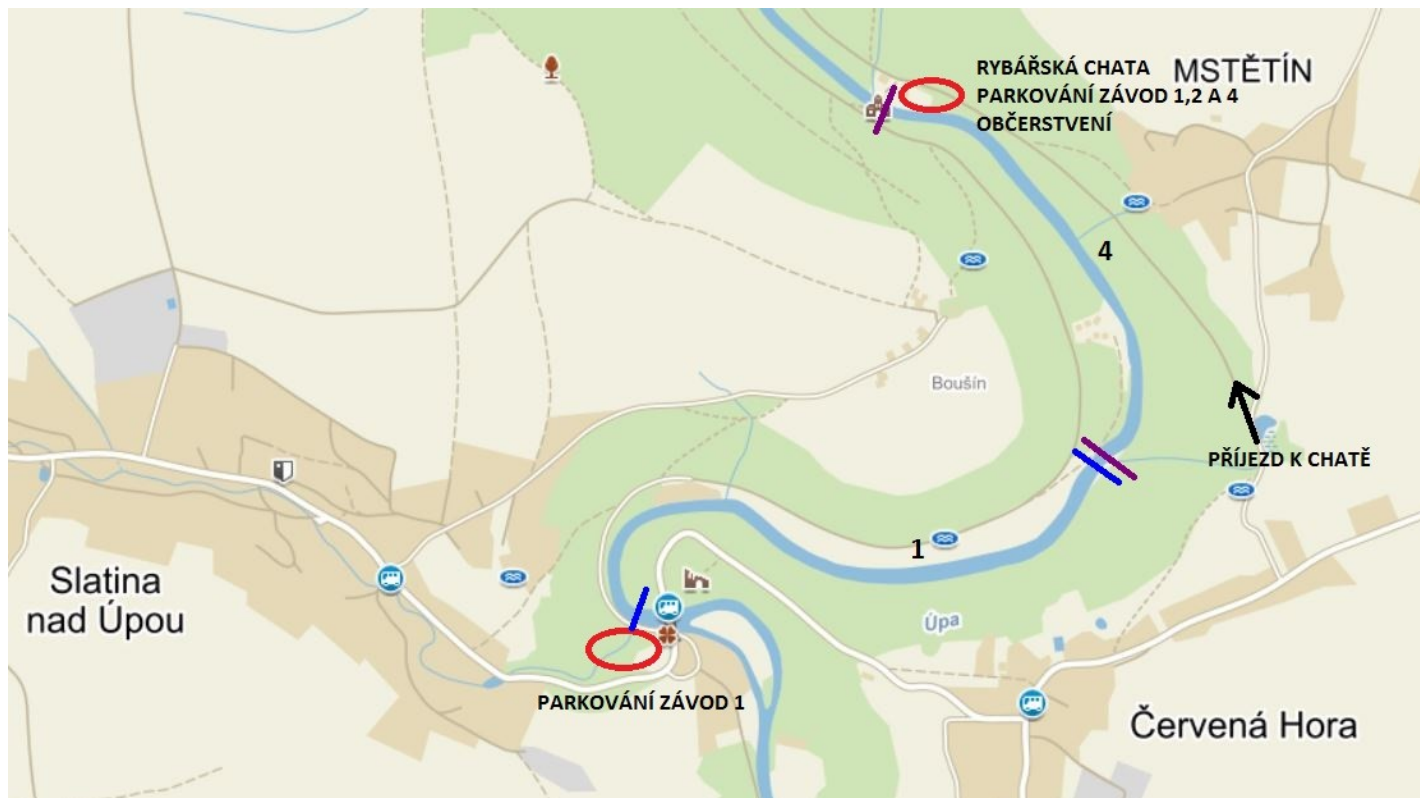 RYBÁŘSKÁ CHATA
PARKOVÁNÍ ZÁVOD 1,2 A 4
OBČERSTVENÍ
MSTĚTÍN
4
Boušín
PŘÍJEZD K CHATĚ
1
Slatina
nad Úpou
Úpa
PARKOVÁNÍ ZÁVOD 1
Červená Hora